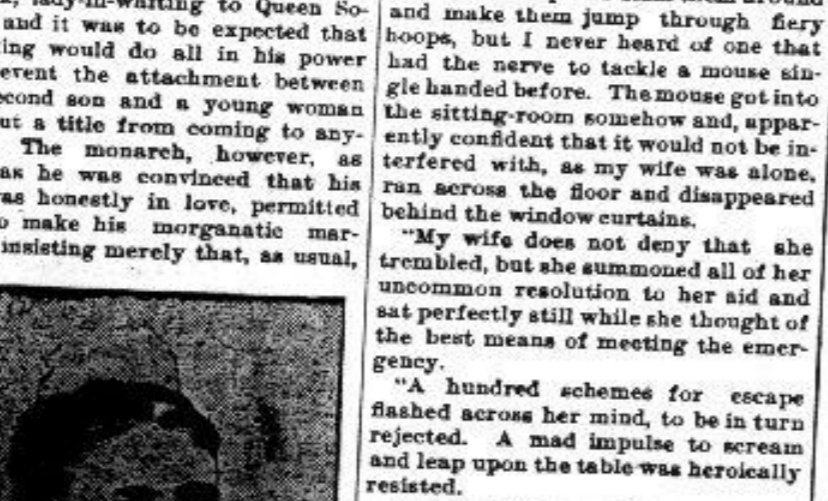 lady-in-waiting to Queen So-
and it was to be expected that
ing would do all in his power
event the attachment between
econd son and a young woman
ut a title from coming to any-
The monarch, however, as
as he was convinced that his
as honestly in love, permitted
o make his morganatic mar-
insisting merely that, as usual,
and make them jump through fiery
hoops, but I never heard of one that
had the nerve to tackle a mouse sin-
gle handed before. The mouse got into
the sitting-room somehow and, appar-
ently confident that it would not be in-
terfered with, as my wife was alone,
ran across the floor and disappeared
behind the window curtains.
"My wife does not deny that she
trembled, but she summoned all of her
uncommon resolution to her aid and
sat perfectly still while she thought of
the best means of meeting the emer-
gency.
"A hundred schemes for escape
flashed across her mind, to be in turn
rejected. A mad impulse to scream
and leap upon the table was heroically
resisted.